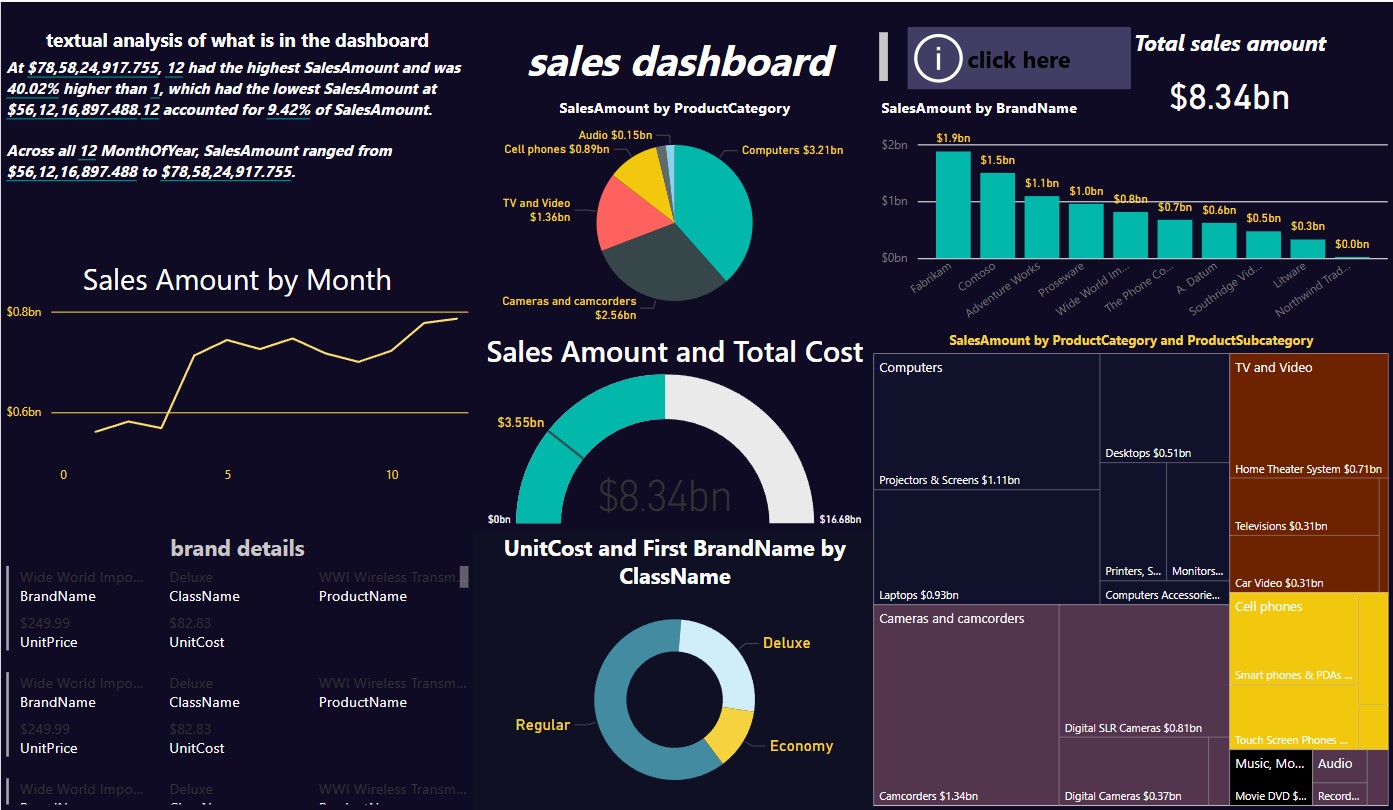 textual analysis of what is in the dashboard
At $78,58,24,917.755, 12 had the highest SalesAmount and was
40.02% higher than 1, which had the lowest SalesAmount at
$56,12,16,897.488.12 accounted for 9.42% of SalesAmount.
Across all 12 MonthOfYear, SalesAmount ranged from
$56,12,16,897.488 to $78,58,24,917.755.
sales dashboard
click here
Total sales amount
$8.34bn
SalesAmount by ProductCategory
Audio $0.15bn
Cell phones $0.89bn
Computers $3.21bn
TV and Video
$1.36bn
Cameras and camcorders
$2.56bn
SalesAmount by BrandName
$2bn
$1bn
$0bn
$1.9bn
$1.5bn
$1.1bn
$1.0bn
$0.8bn
$0.7bn
$0.6bn
$0.5bn
$0.3bn
$0.0bn
Fabrikam
Contoso
Adventure Works
Proseware
Wide World Im...
The Phone Co...
A. Datum
Southridge Vid...
Litware
Northwind Trad...
Sales Amount by Month
$0.8bn
$0.6bn
0
5
10
Sales Amount and Total Cost
$3.55bn
$8.34bn
$0bn
$16.68bn
SalesAmount by ProductCategory and ProductSubcategory
Computers
Projectors & Screens $1.11bn
Laptops $0.93bn
Desktops $0.51bn
Printers, S...
Monitors...
Computers Accessorie...
Cameras and camcorders
Camcorders $1.34bn
Digital SLR Cameras $0.81bn
Digital Cameras $0.37bn
TV and Video
Home Theater System $0.71bn
Televisions $0.31bn
Car Video $0.31bn
Cell phones
Smart phones & PDAs ...
Touch Screen Phones ...
Music, Mo...
Movie DVD $...
Audio
Record...
brand details
Wide World Impo...
Deluxe
WWI Wireless Transm...
BrandName
ClassName
ProductName
$249.99
$82.83
UnitPrice
UnitCost
Wide World Impo...
Deluxe
WWI Wireless Transm...
BrandName
ClassName
ProductName
$249.99
$82.83
UnitPrice
UnitCost
Wide World Impo...
Deluxe
WWI Wireless Transm...
UnitCost and First BrandName by
ClassName
Deluxe
Regular
Economy